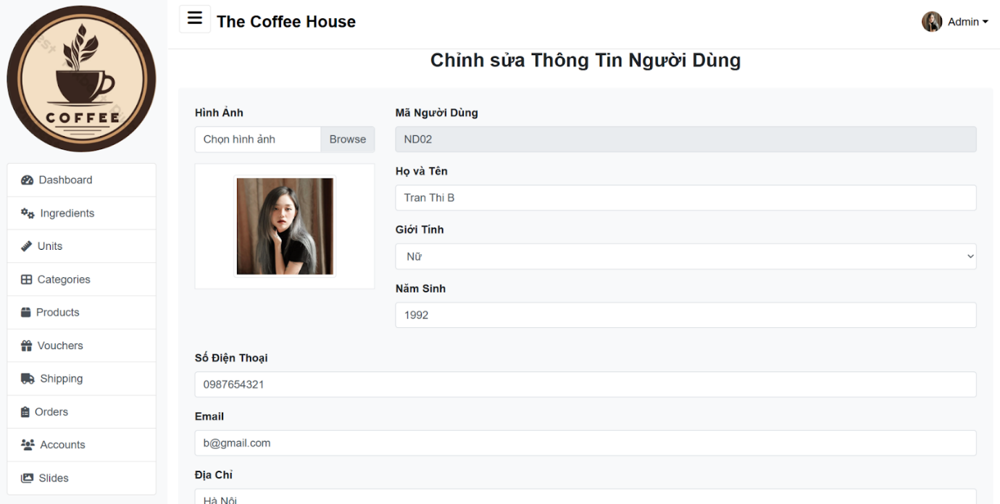 COFFEE
The Coffee House
Admin
Chỉnh sửa Thông Tin Người Dùng
Dashboard
Ingredients
Units
Categories
Products
Vouchers
Shipping
Orders
Accounts
Slides
Hình Ảnh
Chọn hình ảnh
Browse
Mã Người Dùng
ND02
Họ và Tên
Tran Thi B
Giới Tính
Nữ
Năm Sinh
1992
Số Điện Thoại
0987654321
Email
b@gmail.com
Địa Chỉ
Hà Nội